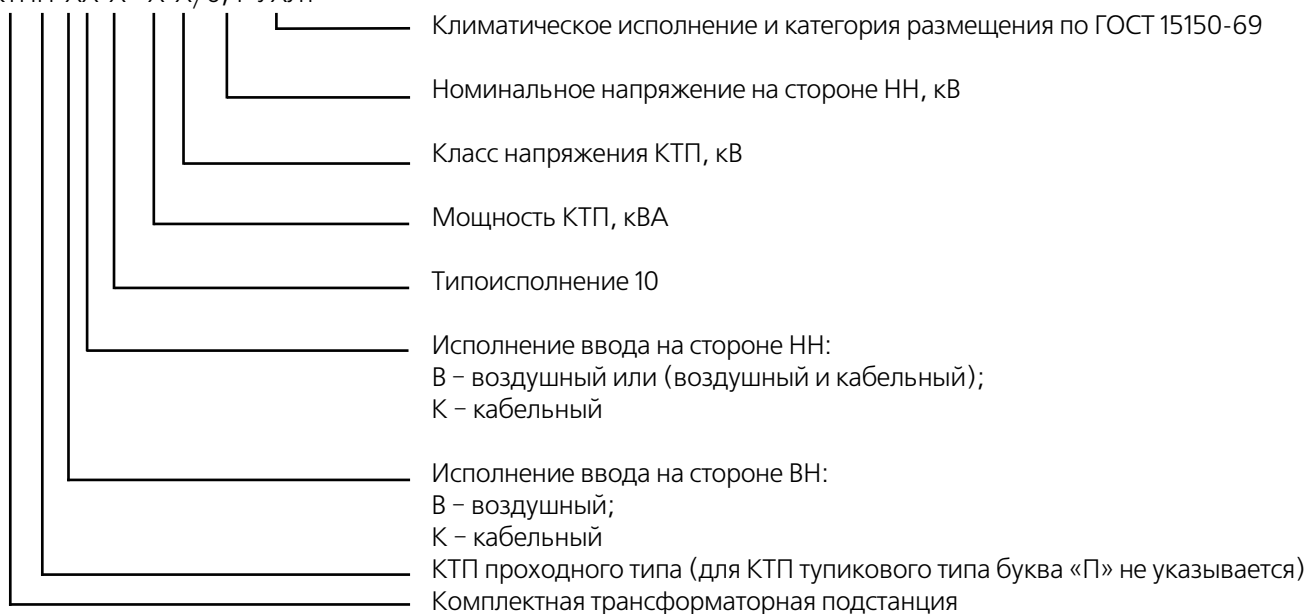 Климатическое исполнение и категория размещения по ГОСТ 15150-69
Номинальное напряжение на стороне НН, кВ
Класс напряжения КТП, кВ
Мощность КТП, кВА
Типоисполнение 10
Исполнение ввода на стороне НН:
В – воздушный или (воздушный и кабельный);
К – кабельный
Исполнение ввода на стороне ВН:
В – воздушный;
К – кабельный
КТП проходного типа (для КТП тупикового типа буква «П» не указывается)
Комплектная трансформаторная подстанция